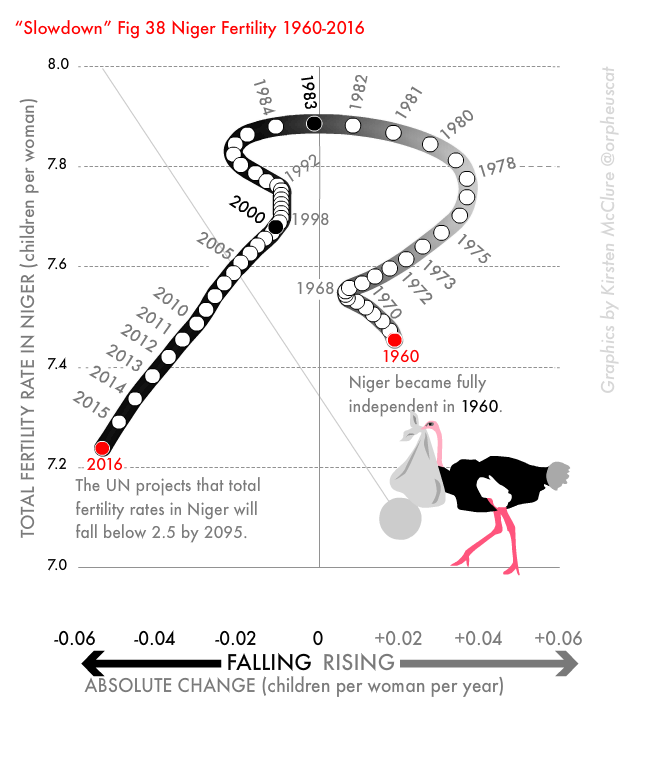 “Slowdown” Fig 38 Niger Fertility 1960-2016
8.0
7.8
7.6
7.4
7.2
7.0
TOTAL FERTILITY RATE IN NIGER (children per woman)
1984
1983
1982
1981
1980
1978
1992
2000
1998
1975
2005
1973
1972
1968
1970
2010
2011
2012
2013
2014
2015
1960
Niger became fully
independent in 1960.
2016
The UN projects that total
fertility rates in Niger will
fall below 2.5 by 2095.
Graphics by Kirsten McClure @orpheuscat
-0.06 -0.04 -0.02 0 +0.02 +0.04 +0.06
FALLING RISING
ABSOLUTE CHANGE (children per woman per year)